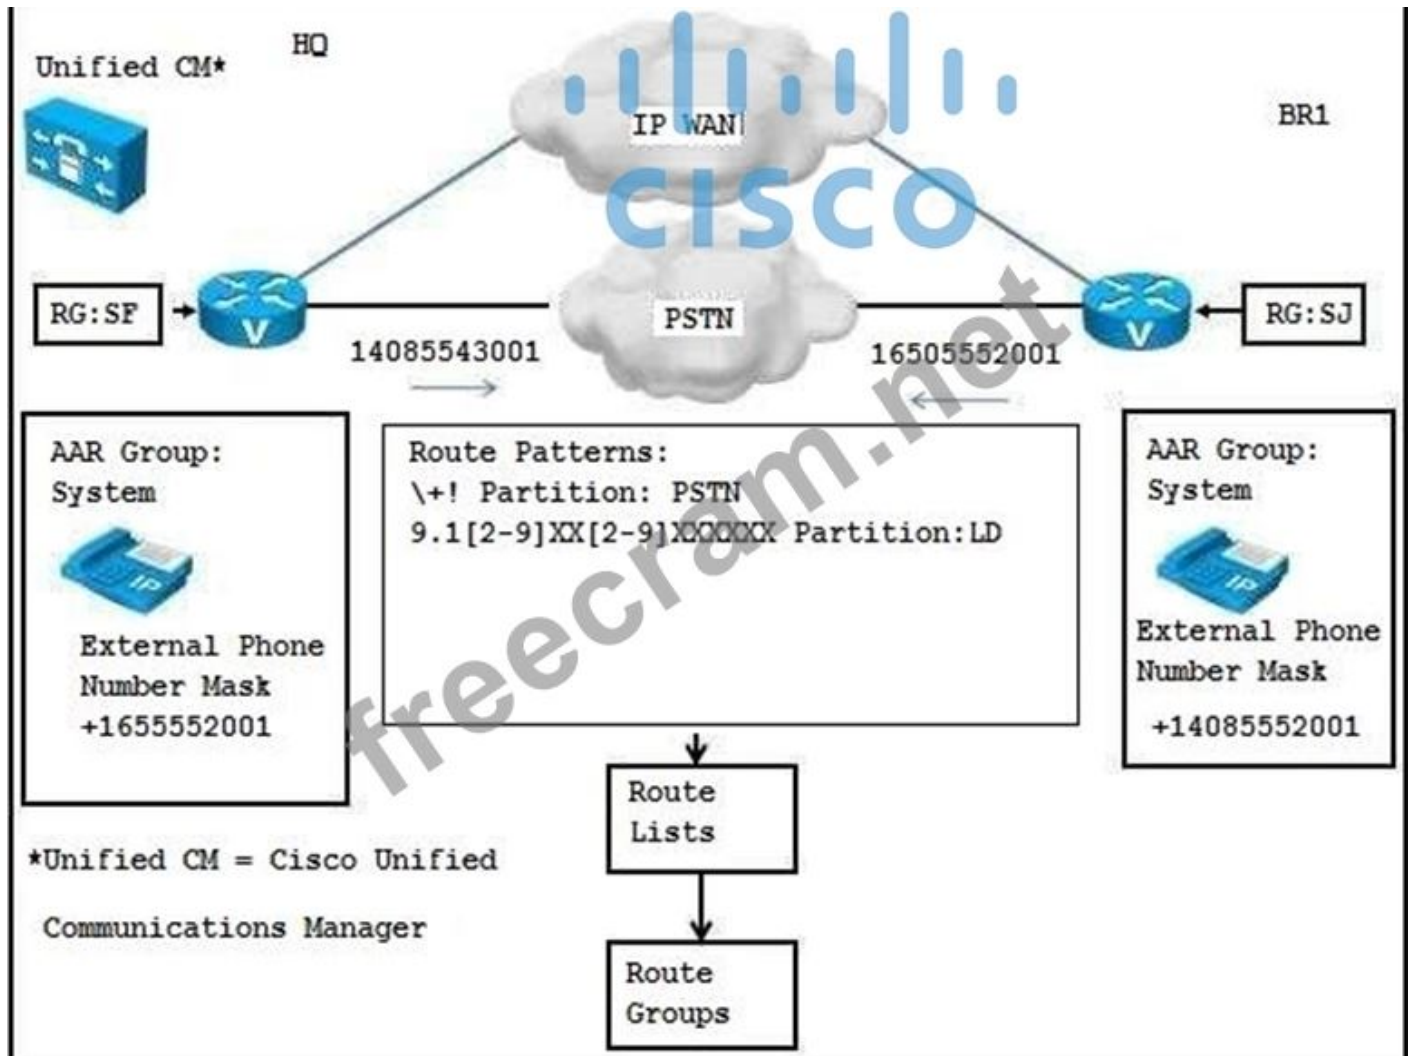 HQ
Unified CM*
IP WAN
BR1
CISCO
RG:SF
V
PSTN
V
RG:SJ
14085543001
16505552001
AAR Group:
System
IP
External Phone
Number Mask
+1655552001
Route Patterns:
\+! Partition: PSTN
9.1[2-9]XX[2-9]XXXXXX Partition:LD
AAR Group:
System
IP
External Phone
Number Mask
+14085552001
freecram.net
Route
Lists
*Unified CM = Cisco Unified
Communications Manager
Route
Groups